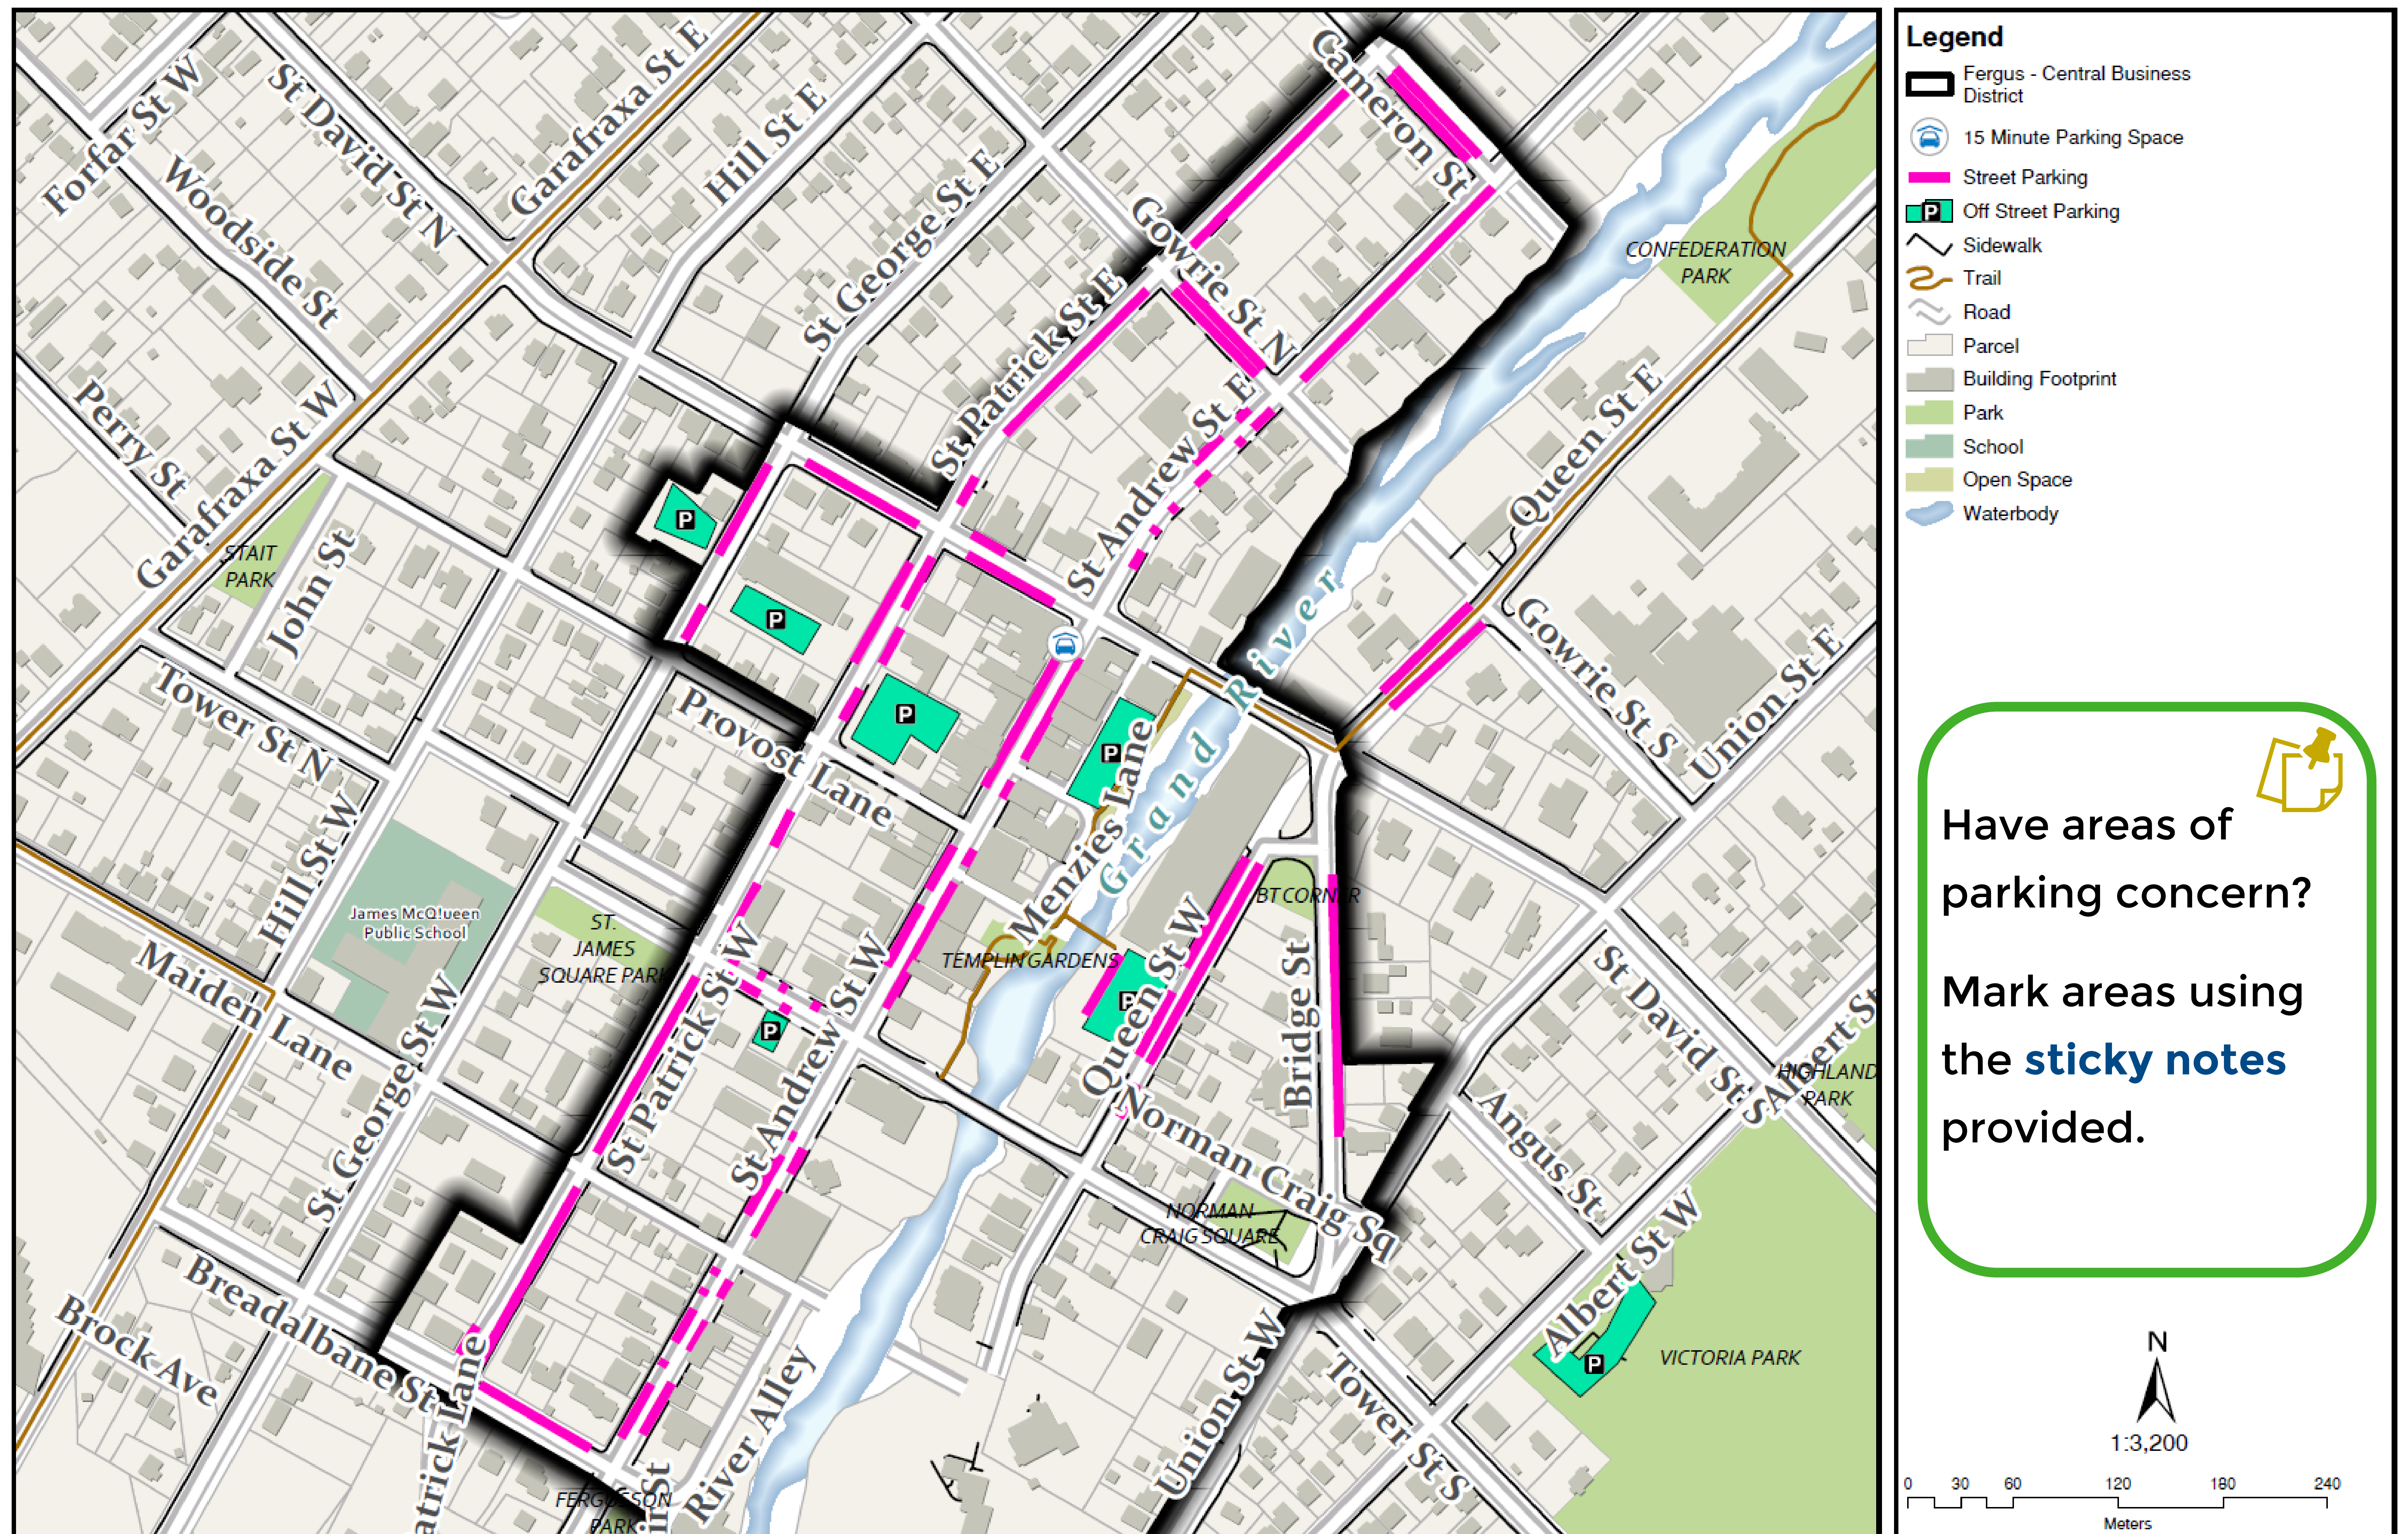 Forfar St W
St David St N
Garafraxa St E
Hill St E
Woodside St
St George St E
Cameron St
Gowrie St N
CONFEDERATION
PARK
Perry St
Garafraxa St W
St Patrick St E
St Andrew St E
Queen St E
STAIT
PARK
John St
P
P
Tower St N
Provost Lane
P
P
Menzies Lane
Grand River
Gowrie St S
Union St E
Hill St W
James McQ!ueen
Public School
ST.
JAMES
SQUARE PARK
BT CORNER
TEMPLIN GARDENS
Maiden Lane
St Patrick St W
St Andrew St W
P
P
Queen St W
Bridge St
St David St S
Albert St
HIGHLAND
PARK
St George St W
Norman Craig Sq
NORMAN
CRAIG SQUARE
Angus St
Albert St W
P
VICTORIA PARK
Breadalbane St
Brock Ave
atrick Lane
River Alley
Union St W
Tower St S
FERGUSSON
PARK
Legend
Fergus - Central Business
District
15 Minute Parking Space
Street Parking
P Off Street Parking
Sidewalk
Trail
Road
Parcel
Building Footprint
Park
School
Open Space
Waterbody
Have areas of
parking concern?
Mark areas using
the sticky notes
provided.
N
1:3,200
0 30 60 120 180 240
Meters